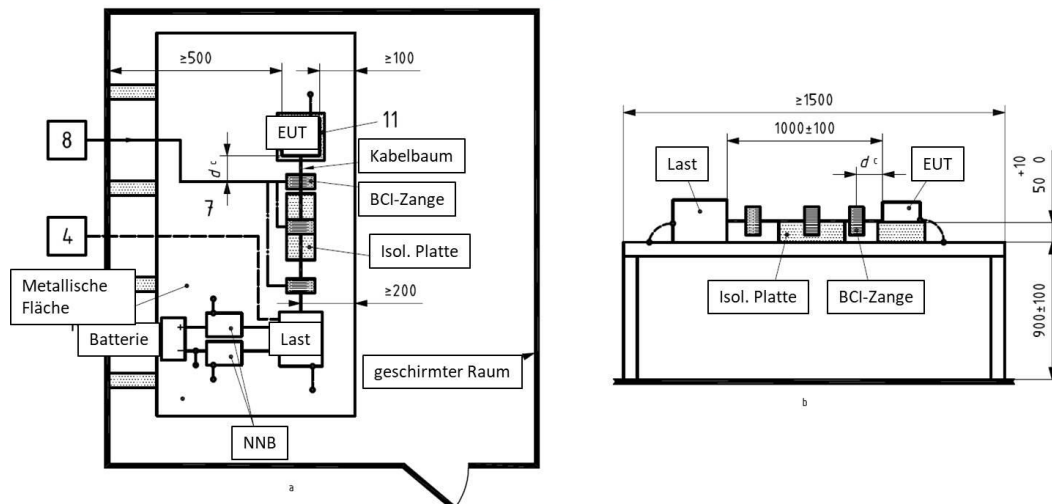 ≥500
≥100
8
EUT
11
d c
Kabelbaum
7
BCI-Zange
4
Isol. Platte
Metallische
Fläche
≥200
Batterie
+
−
Last
geschirmter Raum
NNB
a
≥1500
1000±100
Last
d c
EUT
+10
50 0
Isol. Platte
BCI-Zange
900±100
b